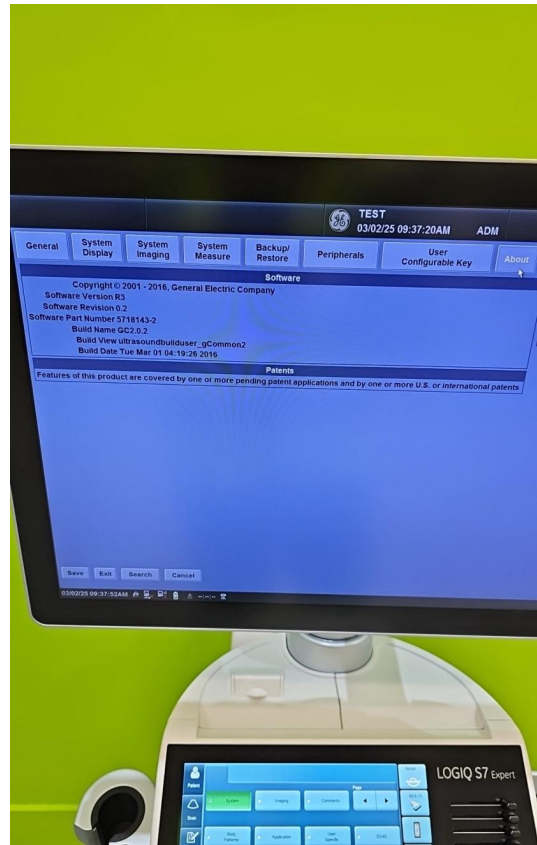 TEST
03/02/25 09:37:20AM ADM
General
System Display
System Imaging
System Measure
Backup/ Restore
Peripherals
User Configurable Key
About
Software
Copyright © 2001 - 2016, General Electric Company
Software Version R3
Software Revision 0.2
Software Part Number 5718143-2
Build Name GC2.0.2
Build View ultrasoundbuilduser_gCommon2
Build Date Tue Mar 01 04:19:26 2016
Patents
Features of this product are covered by one or more pending patent applications and by one or more U.S. or international patents
Save Exit Search Cancel
03/02/25 09:37:52AM
LOGIQ S7 Expert
Patient
Page
System Imaging Comments
Scan
Body Patterns Application User Specific 3D/4D